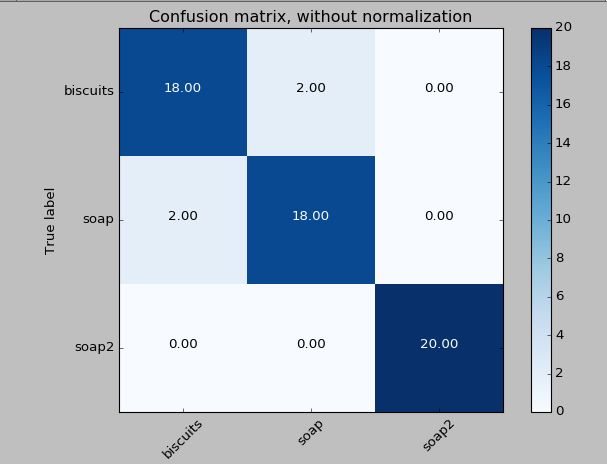 Confusion matrix, without normalization
biscuits 18.00 2.00 0.00
soap 2.00 18.00 0.00
soap2 0.00 0.00 20.00
True label
biscuits soap soap2
20
18
16
14
12
10
8
6
4
2
0